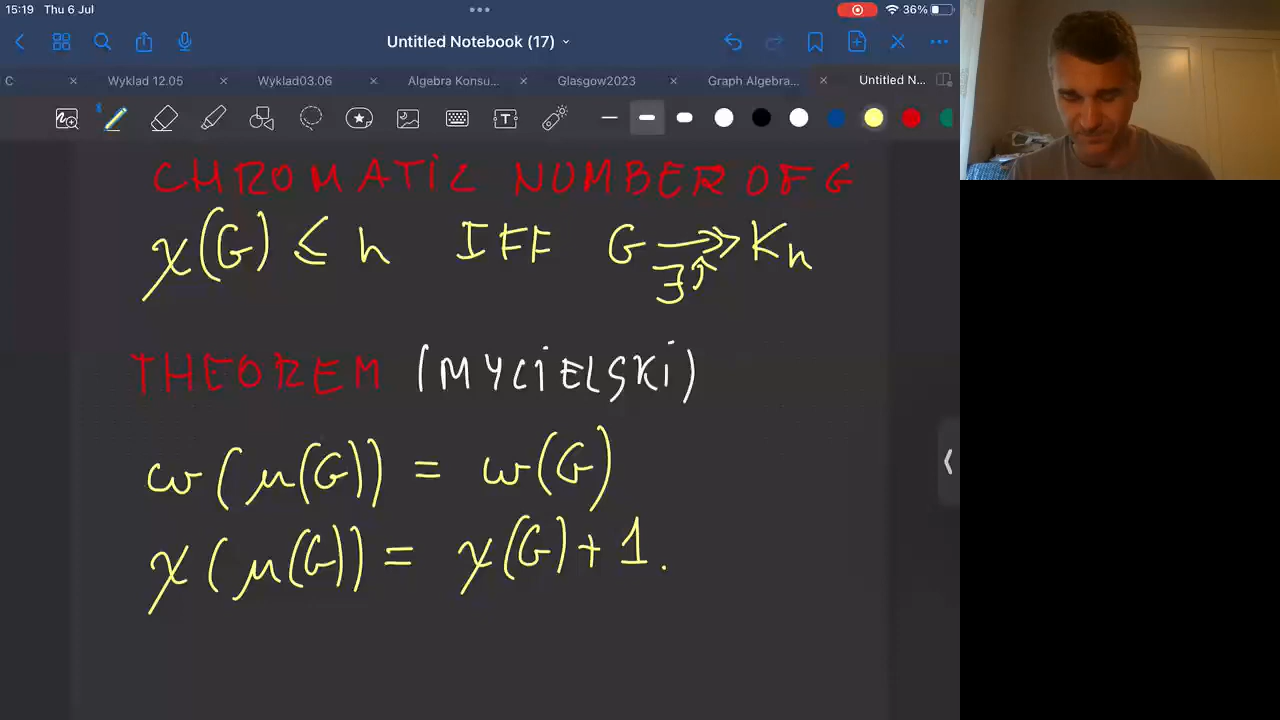 15:19 Thu 6 Jul
36%
Untitled Notebook (17)
C Wyklad 12.05 Wyklad03.06 Algebra Konsu... Glasgow2023 Graph Algebra... Untitled N...
CHROMATIC NUMBER OF G
χ(G) ≤ n IFF G ↠ Kn
∃
THEOREM (MYCIELSKI)
ω(μ(G)) = ω(G)
χ(μ(G)) = χ(G) + 1.